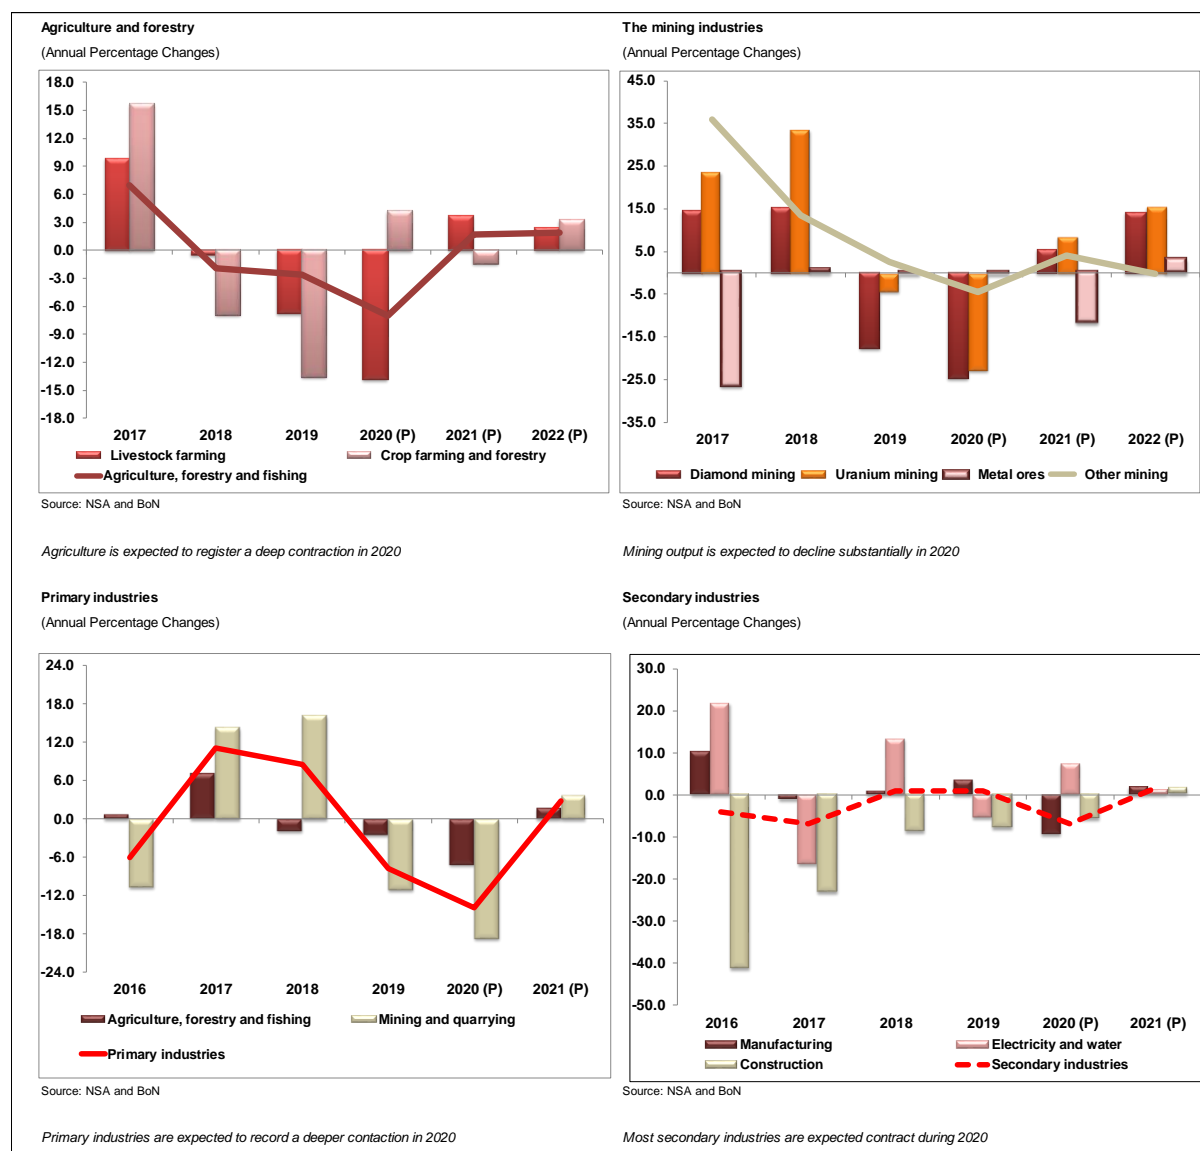 Agriculture and forestry
(Annual Percentage Changes)
18.0
15.0
12.0
9.0
6.0
3.0
0.0
-3.0
-6.0
-9.0
-12.0
-15.0
-18.0
2017 2018 2019 2020 (P) 2021 (P) 2022 (P)
Livestock farming Crop farming and forestry
Agriculture, forestry and fishing
Source: NSA and BoN
Agriculture is expected to register a deep contraction in 2020
The mining industries
(Annual Percentage Changes)
45.0
35.0
25.0
15.0
5.0
-5.0
-15.0
-25.0
-35.0
2017 2018 2019 2020 (P) 2021 (P) 2022 (P)
Diamond mining Uranium mining Metal ores Other mining
Source: NSA and BoN
Mining output is expected to decline substantially in 2020
Primary industries
(Annual Percentage Changes)
24.0
18.0
12.0
6.0
0.0
-6.0
-12.0
-18.0
-24.0
2016 2017 2018 2019 2020 (P) 2021 (P)
Agriculture, forestry and fishing Mining and quarrying
Primary industries
Source: NSA and BoN
Primary industries are expected to record a deeper contaction in 2020
Secondary industries
(Annual Percentage Changes)
30.0
20.0
10.0
0.0
-10.0
-20.0
-30.0
-40.0
-50.0
2016 2017 2018 2019 2020 (P) 2021 (P)
Manufacturing Electricity and water
Construction Secondary industries
Source: NSA and BoN
Most secondary industries are expected contract during 2020